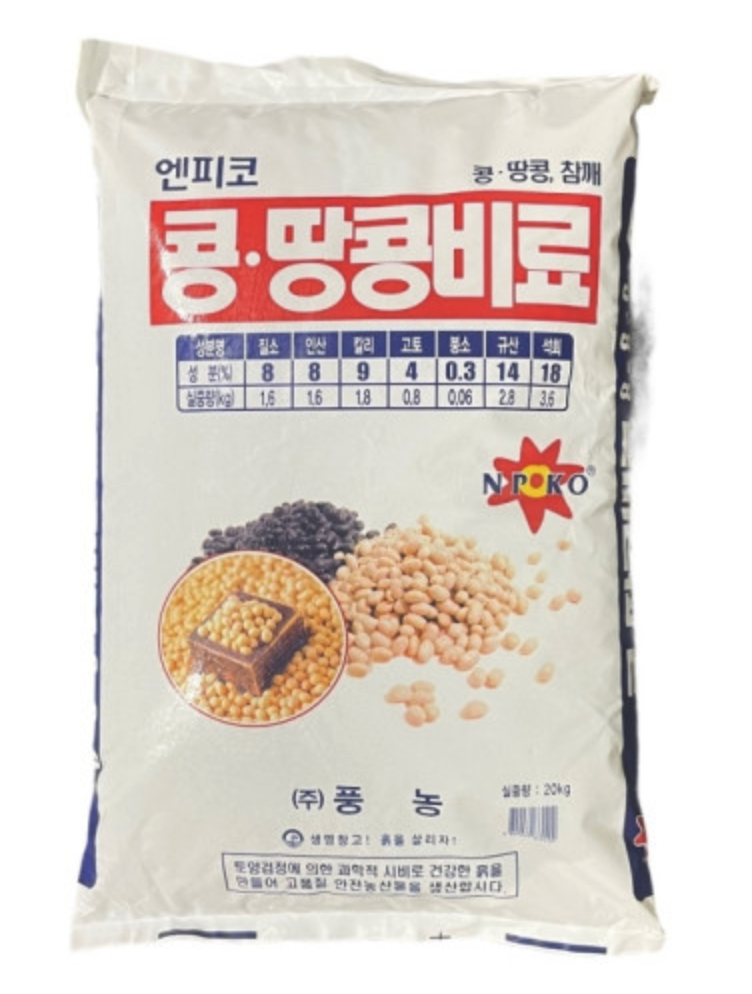 엔피코
콩·땅콩, 참깨
콩·땅콩비료
성분명 질소 인산 칼리 고토 붕소 규산 석회
성 분(%) 8 8 9 4 0.3 14 18
실중량(kg) 1.6 1.6 1.8 0.8 0.06 2.8 3.6
NPKO®
(주) 풍 농
실중량 : 20kg
생명창고! 흙을 살리자!
토양검정에 의한 과학적 시비로 건강한 흙을
만들어 고품질 안전농산물을 생산합시다.